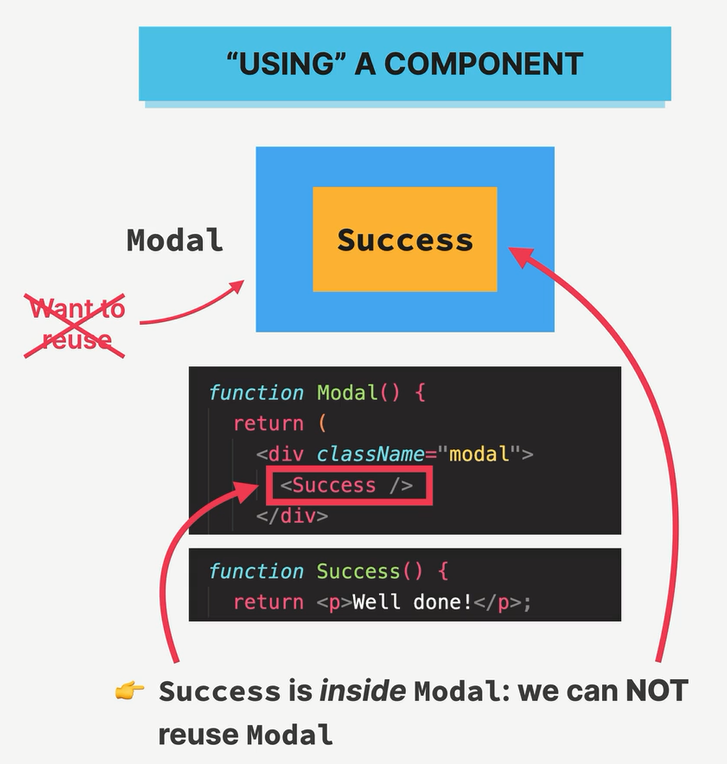 “USING” A COMPONENT
Modal
Success
Want to
reuse
function Modal() {
return (
<div className="modal">
<Success />
</div>
function Success() {
return <p>Well done!</p>;
👉 Success is inside Modal: we can NOT
reuse Modal